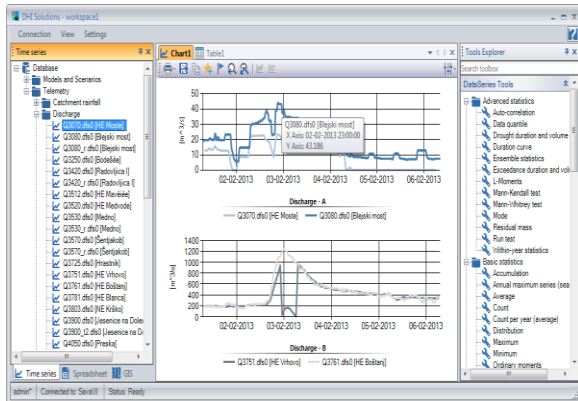 DHI Solutions - workspace1
Connection View Settings
Time series
Database
Models and Scenarios
Telemetry
Catchment rainfall
Discharge
Q3070.dfs0 [HE Moste]
Q3080.dfs0 [Blejski most]
Q3080_r.dfs0 [Blejski most]
Q3250.dfs0 [Bodešče]
Q3420.dfs0 [Radovljica I]
Q3420_r.dfs0 [Radovljica I]
Q3512.dfs0 [HE Mavčiče]
Q3520.dfs0 [HE Medvode]
Q3530.dfs0 [Medno]
Q3530_r.dfs0 [Medno]
Q3570.dfs0 [Šentjakob]
Q3570_r.dfs0 [Šentjakob]
Q3725.dfs0 [Hrastnik]
Q3751.dfs0 [HE Vrhovo]
Q3761.dfs0 [HE Boštanj]
Q3781.dfs0 [HE Blanca]
Q3803.dfs0 [NE Krško]
Q3900.dfs0 [Jesenice na Dolen
Q3900_t2.dfs0 [Jesenice na D
Q4050.dfs0 [Preska]
Time series Spreadsheet GIS
admin* Connected to: SavaUI Status: Ready
Chart1 Table1
[m^3/s]
50
40
30
20
10
0
Q3080.dfs0 [Blejski most]
X Axis: 02-02-2013 23:00:00
Y Axis: 43.186
02-02-2013 03-02-2013 04-02-2013 05-02-2013 06-02-2013
Discharge - A
Q3070.dfs0 [HE Moste] Q3080.dfs0 [Blejski most]
[m^3/s]
1400
1200
1000
800
600
400
200
0
02-02-2013 03-02-2013 04-02-2013 05-02-2013 06-02-2013
Discharge - B
Q3751.dfs0 [HE Vrhovo] Q3761.dfs0 [HE Boštanj]
Tools Explorer
Search toolbox
DataSeries Tools
Advanced statistics
Auto-correlation
Data quantile
Drought duration and volume
Duration curve
Ensemble statistics
Exceedance duration and volu
L-Moments
Mann-Kendall test
Mann-Whitney test
Mode
Residual mass
Run test
Within-year statistics
Basic statistics
Accumulation
Annual maximum series (sea
Average
Count
Count per year (average)
Distribution
Maximum
Minimum
Ordinary moments